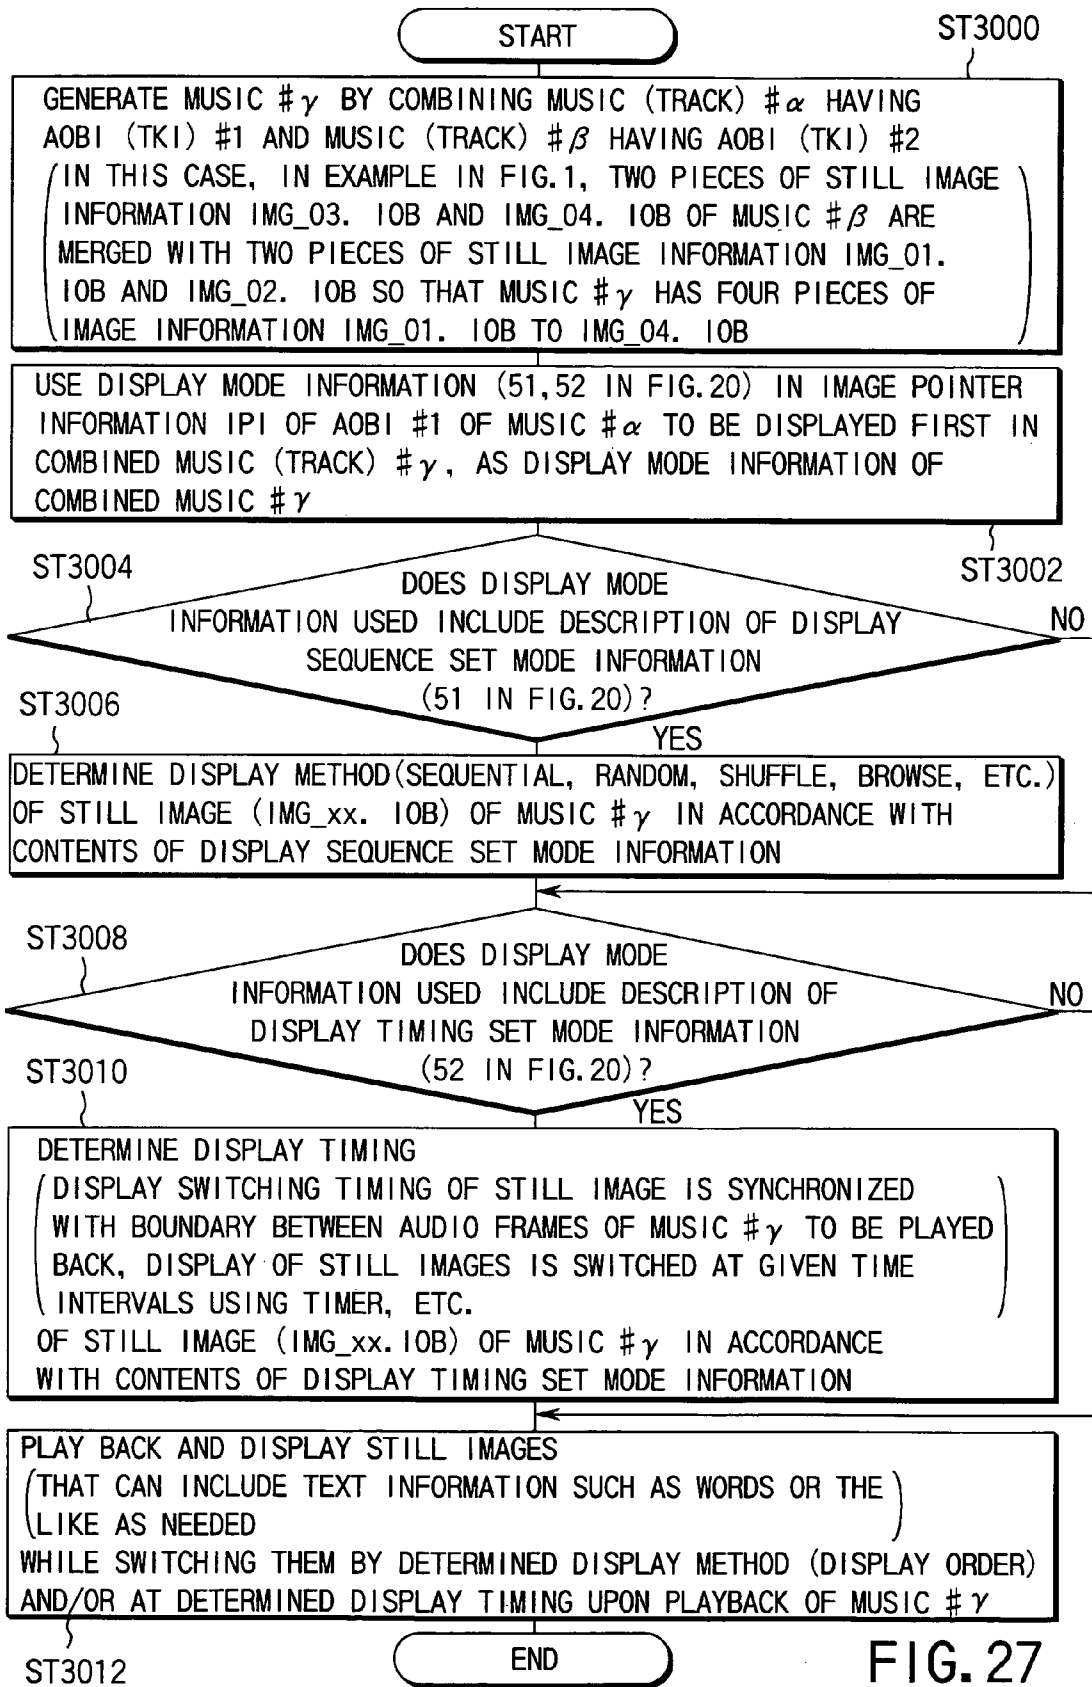 START
ST3000
GENERATE MUSIC #γ BY COMBINING MUSIC (TRACK) #α HAVING
AOBI (TKI) #1 AND MUSIC (TRACK) #β HAVING AOBI (TKI) #2
(IN THIS CASE, IN EXAMPLE IN FIG.1, TWO PIECES OF STILL IMAGE
INFORMATION IMG_03. IOB AND IMG_04. IOB OF MUSIC #β ARE
MERGED WITH TWO PIECES OF STILL IMAGE INFORMATION IMG_01.
IOB AND IMG_02. IOB SO THAT MUSIC #γ HAS FOUR PIECES OF
IMAGE INFORMATION IMG_01. IOB TO IMG_04. IOB)
USE DISPLAY MODE INFORMATION (51,52 IN FIG.20) IN IMAGE POINTER
INFORMATION IPI OF AOBI #1 OF MUSIC #α TO BE DISPLAYED FIRST IN
COMBINED MUSIC (TRACK) #γ, AS DISPLAY MODE INFORMATION OF
COMBINED MUSIC #γ
ST3002
ST3004
DOES DISPLAY MODE
INFORMATION USED INCLUDE DESCRIPTION OF DISPLAY
SEQUENCE SET MODE INFORMATION
(51 IN FIG.20)?
NO
YES
ST3006
DETERMINE DISPLAY METHOD(SEQUENTIAL, RANDOM, SHUFFLE, BROWSE, ETC.)
OF STILL IMAGE (IMG_xx. IOB) OF MUSIC #γ IN ACCORDANCE WITH
CONTENTS OF DISPLAY SEQUENCE SET MODE INFORMATION
ST3008
DOES DISPLAY MODE
INFORMATION USED INCLUDE DESCRIPTION OF
DISPLAY TIMING SET MODE INFORMATION
(52 IN FIG.20)?
NO
YES
ST3010
DETERMINE DISPLAY TIMING
(DISPLAY SWITCHING TIMING OF STILL IMAGE IS SYNCHRONIZED
WITH BOUNDARY BETWEEN AUDIO FRAMES OF MUSIC #γ TO BE PLAYED
BACK, DISPLAY OF STILL IMAGES IS SWITCHED AT GIVEN TIME
INTERVALS USING TIMER, ETC.)
OF STILL IMAGE (IMG_xx. IOB) OF MUSIC #γ IN ACCORDANCE
WITH CONTENTS OF DISPLAY TIMING SET MODE INFORMATION
PLAY BACK AND DISPLAY STILL IMAGES
(THAT CAN INCLUDE TEXT INFORMATION SUCH AS WORDS OR THE
LIKE AS NEEDED)
WHILE SWITCHING THEM BY DETERMINED DISPLAY METHOD (DISPLAY ORDER)
AND/OR AT DETERMINED DISPLAY TIMING UPON PLAYBACK OF MUSIC #γ
ST3012
END
FIG.27